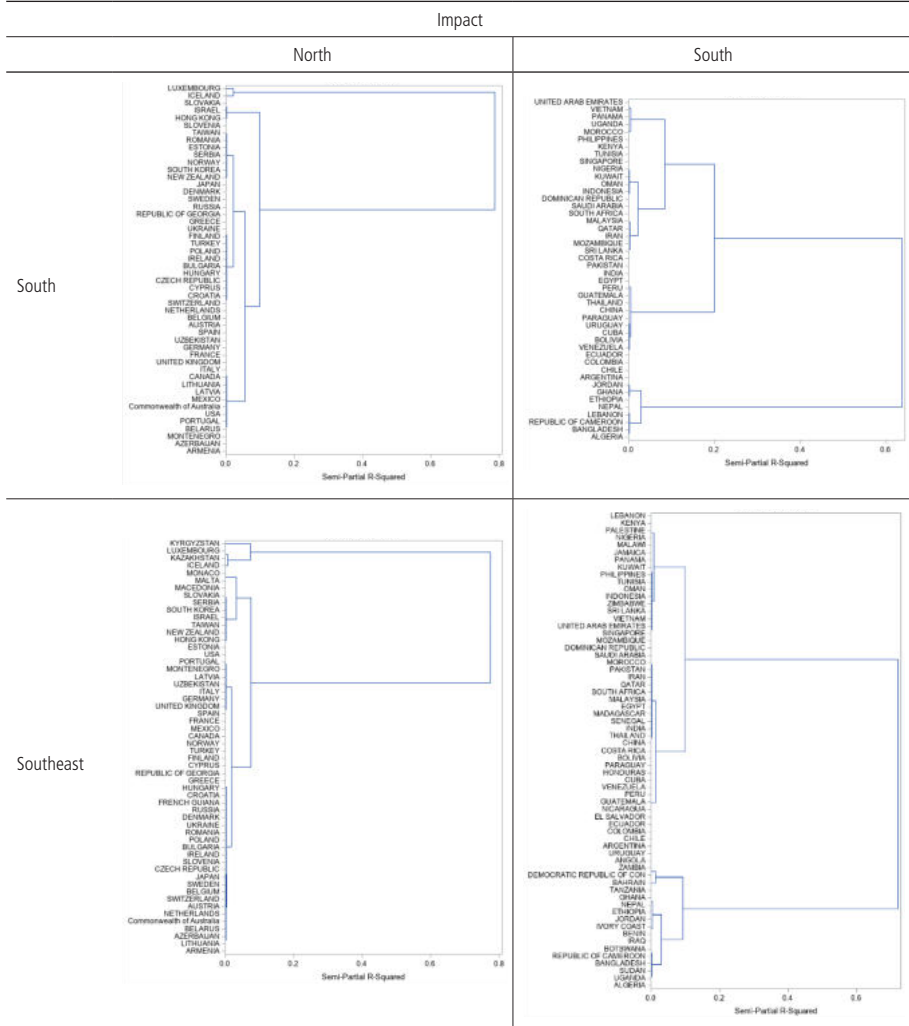 Impact
North
South
South
LUXEMBOURG
ICELAND
SLOVAKIA
ISRAEL
HONG KONG
SLOVENIA
TAIWAN
ROMANIA
ESTONIA
SERBIA
NORWAY
SOUTH KOREA
NEW ZEALAND
JAPAN
DENMARK
SWEDEN
RUSSIA
REPUBLIC OF GEORGIA
GREECE
UKRAINE
FINLAND
TURKEY
POLAND
IRELAND
BULGARIA
HUNGARY
CZECH REPUBLIC
CYPRUS
CROATIA
SWITZERLAND
NETHERLANDS
BELGIUM
AUSTRIA
SPAIN
UZBEKISTAN
GERMANY
FRANCE
UNITED KINGDOM
ITALY
CANADA
LITHUANIA
LATVIA
MEXICO
Commonwealth of Australia
USA
PORTUGAL
BELARUS
MONTENEGRO
AZERBAIJAN
ARMENIA
0.0 0.2 0.4 0.6 0.8
Semi-Partial R-Squared
UNITED ARAB EMIRATES
VIETNAM
PANAMA
UGANDA
MOROCCO
PHILIPPINES
KENYA
TUNISIA
SINGAPORE
NIGERIA
KUWAIT
OMAN
INDONESIA
DOMINICAN REPUBLIC
SAUDI ARABIA
SOUTH AFRICA
MALAYSIA
QATAR
IRAN
MOZAMBIQUE
SRI LANKA
COSTA RICA
PAKISTAN
INDIA
EGYPT
PERU
GUATEMALA
THAILAND
CHINA
PARAGUAY
URUGUAY
CUBA
BOLIVIA
VENEZUELA
ECUADOR
COLOMBIA
CHILE
ARGENTINA
JORDAN
GHANA
ETHIOPIA
NEPAL
LEBANON
REPUBLIC OF CAMEROON
BANGLADESH
ALGERIA
0.0 0.2 0.4 0.6
Semi-Partial R-Squared
Southeast
KYRGYZSTAN
LUXEMBOURG
KAZAKHSTAN
ICELAND
MONACO
MALTA
MACEDONIA
SLOVAKIA
SERBIA
SOUTH KOREA
ISRAEL
TAIWAN
NEW ZEALAND
HONG KONG
ESTONIA
USA
PORTUGAL
MONTENEGRO
LATVIA
UZBEKISTAN
ITALY
GERMANY
UNITED KINGDOM
SPAIN
FRANCE
MEXICO
CANADA
NORWAY
TURKEY
FINLAND
CYPRUS
REPUBLIC OF GEORGIA
GREECE
HUNGARY
CROATIA
FRENCH GUIANA
RUSSIA
DENMARK
UKRAINE
ROMANIA
POLAND
BULGARIA
IRELAND
SLOVENIA
CZECH REPUBLIC
JAPAN
SWEDEN
BELGIUM
SWITZERLAND
AUSTRIA
NETHERLANDS
Commonwealth of Australia
BELARUS
AZERBAIJAN
LITHUANIA
ARMENIA
0.0 0.2 0.4 0.6 0.8
Semi-Partial R-Squared
LEBANON
KENYA
PALESTINE
NIGERIA
MALAWI
JAMAICA
PANAMA
KUWAIT
PHILIPPINES
TUNISIA
OMAN
INDONESIA
ZIMBABWE
SRI LANKA
VIETNAM
UNITED ARAB EMIRATES
SINGAPORE
MOZAMBIQUE
DOMINICAN REPUBLIC
SAUDI ARABIA
MOROCCO
PAKISTAN
IRAN
QATAR
SOUTH AFRICA
MALAYSIA
EGYPT
MADAGASCAR
SENEGAL
INDIA
THAILAND
CHINA
COSTA RICA
BOLIVIA
PARAGUAY
HONDURAS
CUBA
VENEZUELA
PERU
GUATEMALA
NICARAGUA
EL SALVADOR
ECUADOR
COLOMBIA
CHILE
ARGENTINA
URUGUAY
ANGOLA
ZAMBIA
DEMOCRATIC REPUBLIC OF CON
BAHRAIN
TANZANIA
GHANA
NEPAL
ETHIOPIA
JORDAN
IVORY COAST
BENIN
IRAQ
BOTSWANA
REPUBLIC OF CAMEROON
BANGLADESH
SUDAN
UGANDA
ALGERIA
0.0 0.2 0.4 0.6
Semi-Partial R-Squared